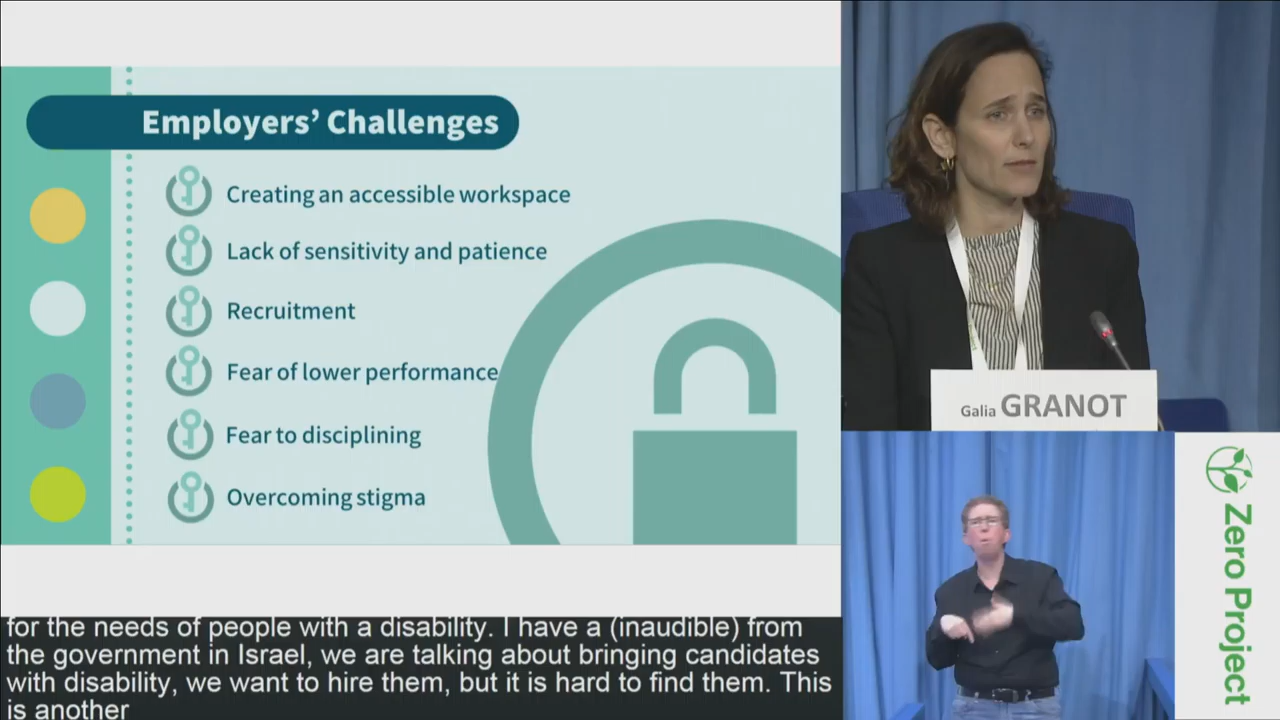 Employers’ Challenges
Creating an accessible workspace
Lack of sensitivity and patience
Recruitment
Fear of lower performance
Fear to disciplining
Overcoming stigma
Galia GRANOT
for the needs of people with a disability. I have a (inaudible) from
the government in Israel, we are talking about bringing candidates
with disability, we want to hire them, but it is hard to find them. This
is another
Zero Project